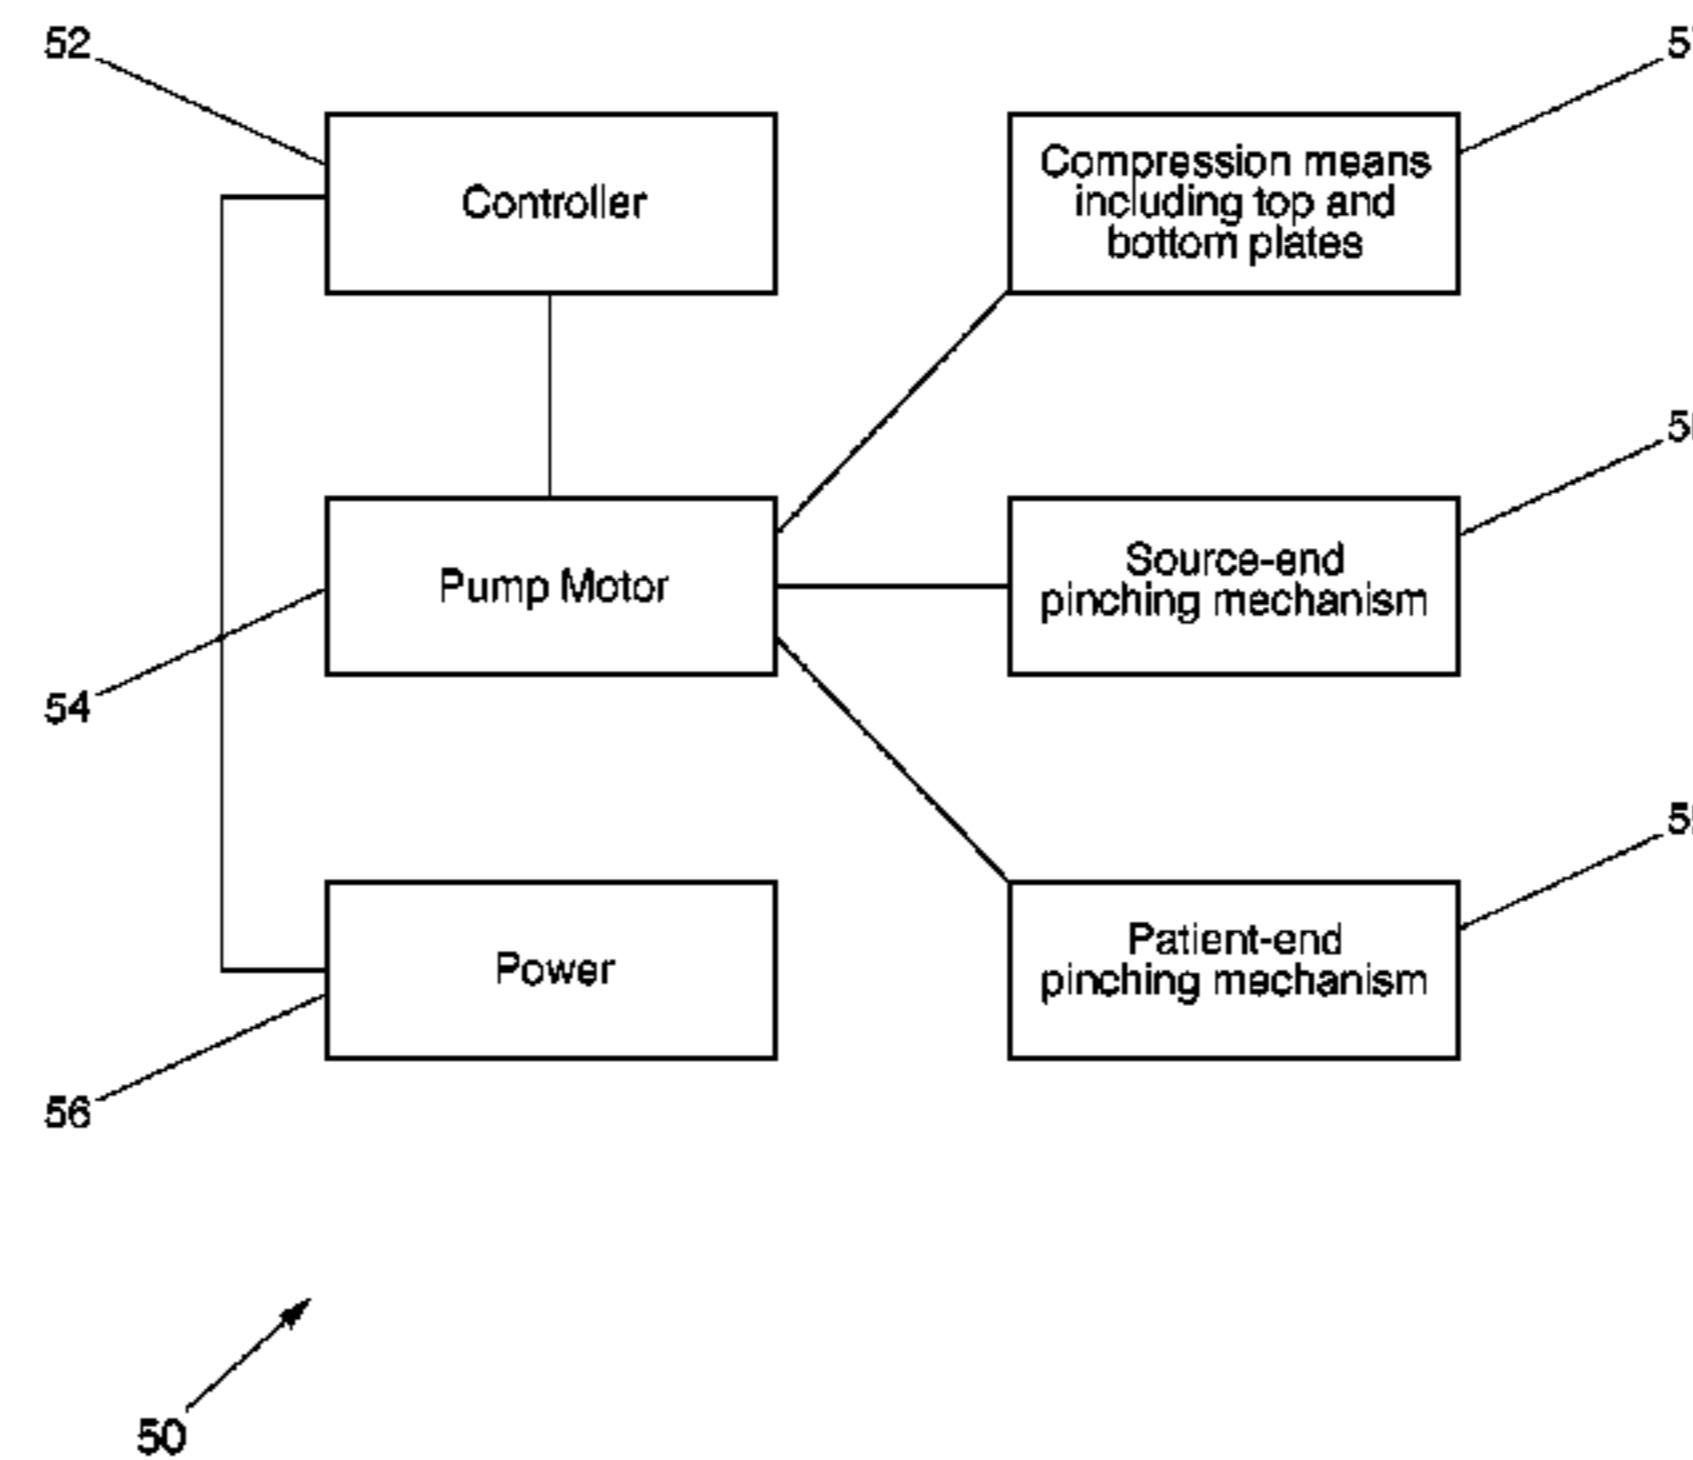 52
Controller
Compression means
including top and
bottom plates
Pump Motor
Source-end
pinching mechanism
54
Power
Patient-end
pinching mechanism
56
50